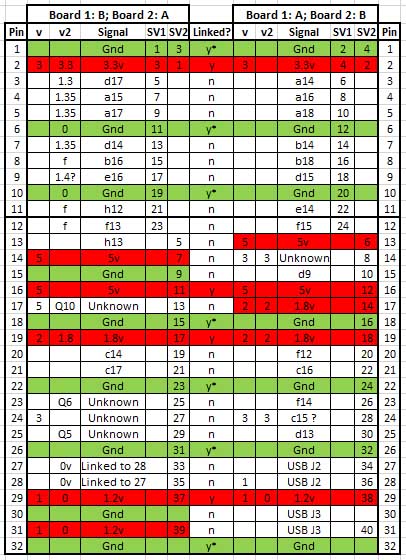 Board 1: B; Board 2: A Board 1: A; Board 2: B
Pin v v2 Signal SV1 SV2 Linked? v v2 Signal SV1 SV2 Pin
1 Gnd 1 3 y* Gnd 2 4 1
2 3 3.3 3.3v 3 1 y 3 3.3v 4 2 2
3 1.3 d17 5 n a14 6 3
4 1.35 a15 7 n a16 8 4
5 1.35 a17 9 n a18 10 5
6 0 Gnd 11 y* Gnd 12 6
7 1.35 d14 13 n b14 14 7
8 f b16 15 n b18 16 8
9 1.4? e16 17 n d15 18 9
10 0 Gnd 19 y* Gnd 20 10
11 f h12 21 n e14 22 11
12 f f13 23 n f15 24 12
13 h13 5 n 5 5v 6 13
14 5 5v 7 n 3 3 Unknown 8 14
15 Gnd 9 n d9 10 15
16 5 5v 11 y 5 5v 12 16
17 5 Q10 Unknown 13 n 2 2 1.8v 14 17
18 Gnd 15 y* Gnd 16 18
19 2 1.8 1.8v 17 y 2 2 1.8v 18 19
20 c14 19 n f12 20 20
21 c17 21 n c16 22 21
22 Gnd 23 y* Gnd 24 22
23 Q6 Unknown 25 n f14 26 23
24 3 Unknown 27 n 3 3 c15 ? 28 24
25 Q5 Unknown 29 n d13 30 25
26 Gnd 31 y* Gnd 32 26
27 0v Linked to 28 33 n USB J2 34 27
28 0v Linked to 27 35 n 1 USB J2 36 28
29 1 0 1.2v 37 y 1 0 1.2v 38 29
30 Gnd n USB J3 30
31 1 0 1.2v 39 n USB J3 40 31
32 Gnd y* Gnd 32